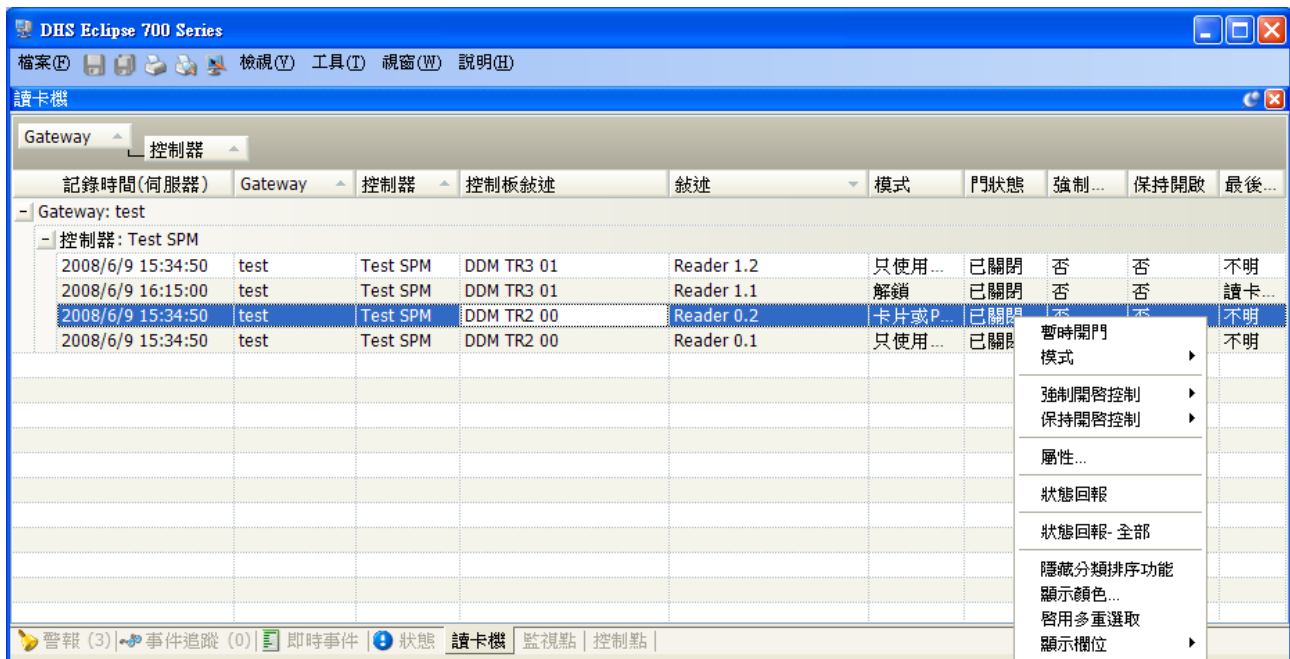 DHS Eclipse 700 Series
檔案(F) 檢視(V) 工具(T) 視窗(W) 說明(H)
讀卡機
Gateway
控制器
記錄時間(伺服器) Gateway 控制器 控制板敍述 敍述 模式 門狀態 強制... 保持開啟 最後...
Gateway: test
控制器: Test SPM
2008/6/9 15:34:50 test Test SPM DDM TR3 01 Reader 1.2 只使用... 已關閉 否 否 不明
2008/6/9 16:15:00 test Test SPM DDM TR3 01 Reader 1.1 解鎖 已關閉 否 否 讀卡...
2008/6/9 15:34:50 test Test SPM DDM TR2 00 Reader 0.2 卡片或P... 已關閉 否 否 不明
2008/6/9 15:34:50 test Test SPM DDM TR2 00 Reader 0.1 只使用... 已關 不明
暫時開門
模式
強制開啓控制
保持開啓控制
屬性...
狀態回報
狀態回報- 全部
隱藏分類排序功能
顯示顏色...
啓用多重選取
顯示欄位
警報 (3) 事件追蹤 (0) 即時事件 狀態 讀卡機 監視點 控制點